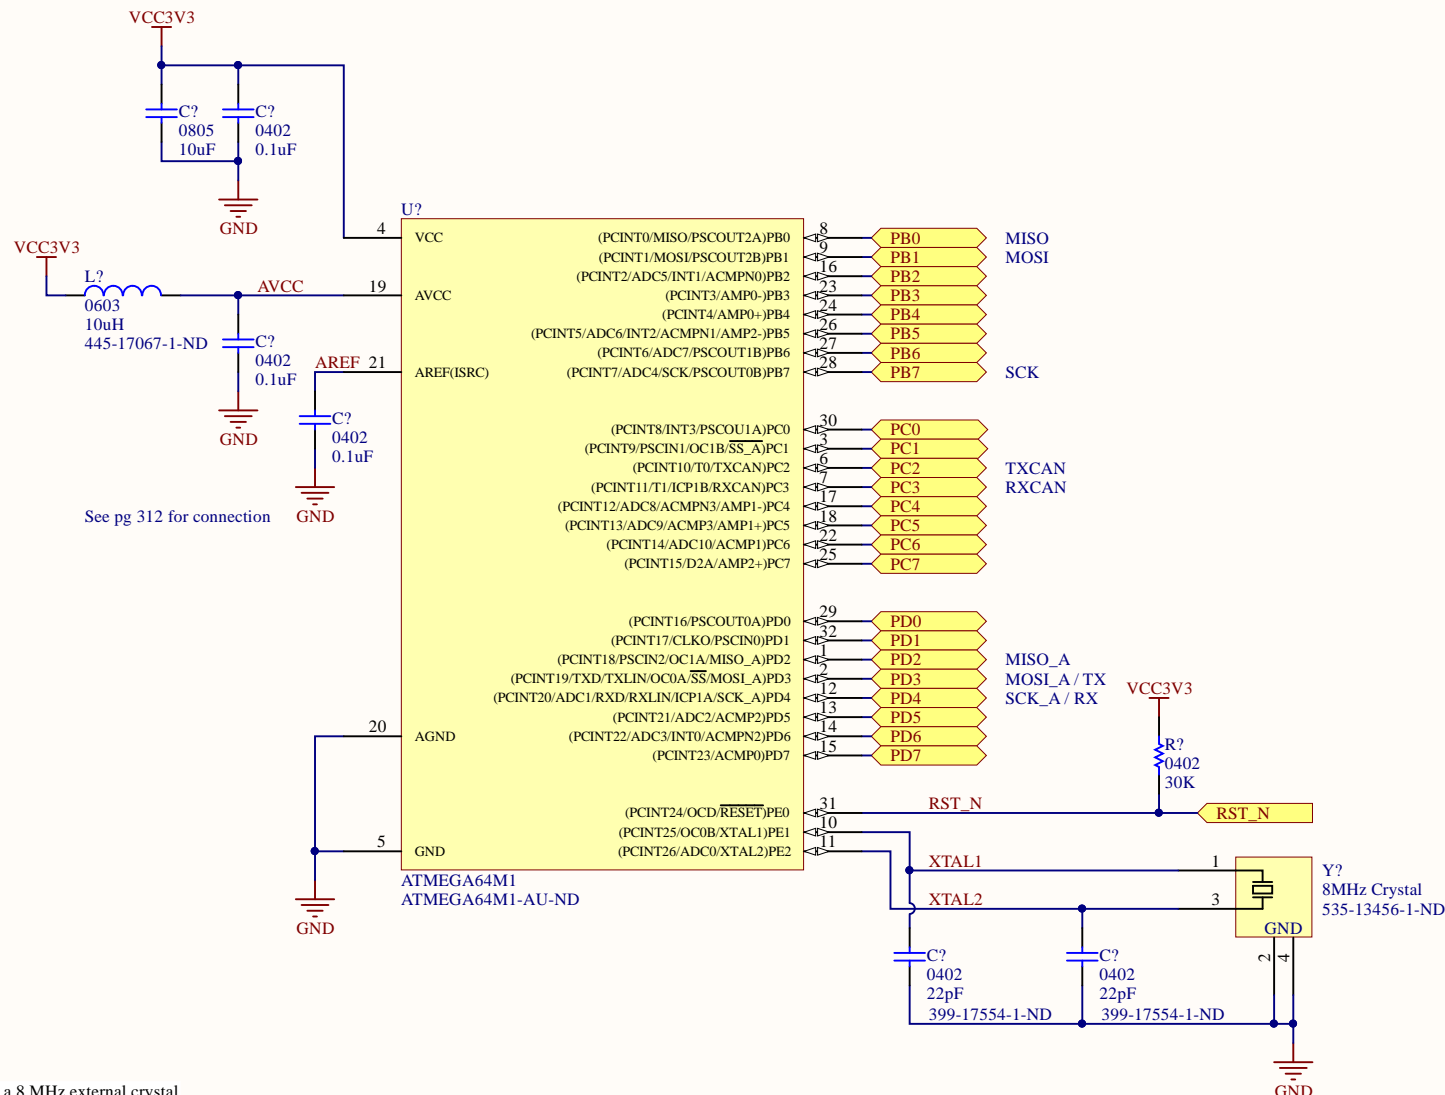 VCC3V3
C?
0805
10uF
C?
0402
0.1uF
GND
VCC3V3
L?
0603
10uH
445-17067-1-ND
AVCC
C?
0402
0.1uF
GND
AREF
C?
0402
0.1uF
GND
See pg 312 for connection
U?
4 VCC
19 AVCC
21 AREF(ISRC)
20 AGND
5 GND
GND
ATMEGA64M1
ATMEGA64M1-AU-ND
(PCINT0/MISO/PSCOUT2A)PB0 8 PB0 MISO
(PCINT1/MOSI/PSCOUT2B)PB1 9 PB1 MOSI
(PCINT2/ADC5/INT1/ACMPN0)PB2 16 PB2
(PCINT3/AMP0-)PB3 23 PB3
(PCINT4/AMP0+)PB4 24 PB4
(PCINT5/ADC6/INT2/ACMPN1/AMP2-)PB5 26 PB5
(PCINT6/ADC7/PSCOUT1B)PB6 27 PB6
(PCINT7/ADC4/SCK/PSCOUT0B)PB7 28 PB7 SCK
(PCINT8/INT3/PSCOU1A)PC0 30 PC0
(PCINT9/PSCIN1/OC1B/SS_A)PC1 3 PC1
(PCINT10/T0/TXCAN)PC2 6 PC2 TXCAN
(PCINT11/T1/ICP1B/RXCAN)PC3 7 PC3 RXCAN
(PCINT12/ADC8/ACMPN3/AMP1-)PC4 17 PC4
(PCINT13/ADC9/ACMP3/AMP1+)PC5 18 PC5
(PCINT14/ADC10/ACMP1)PC6 22 PC6
(PCINT15/D2A/AMP2+)PC7 25 PC7
(PCINT16/PSCOUT0A)PD0 29 PD0
(PCINT17/CLKO/PSCIN0)PD1 32 PD1
(PCINT18/PSCIN2/OC1A/MISO_A)PD2 1 PD2 MISO_A
(PCINT19/TXD/TXLIN/OC0A/SS/MOSI_A)PD3 2 PD3 MOSI_A / TX
(PCINT20/ADC1/RXD/RXLIN/ICP1A/SCK_A)PD4 12 PD4 SCK_A / RX
(PCINT21/ADC2/ACMP2)PD5 13 PD5
(PCINT22/ADC3/INT0/ACMPN2)PD6 14 PD6
(PCINT23/ACMP0)PD7 15 PD7
(PCINT24/OCD/RESET)PE0 31 RST_N RST_N
(PCINT25/OC0B/XTAL1)PE1 10
(PCINT26/ADC0/XTAL2)PE2 11
VCC3V3
R?
0402
30K
XTAL1 1
XTAL2 3
Y?
8MHz Crystal
535-13456-1-ND
GND
2
4
C?
0402
22pF
399-17554-1-ND
C?
0402
22pF
399-17554-1-ND
GND
a 8 MHz external crystal